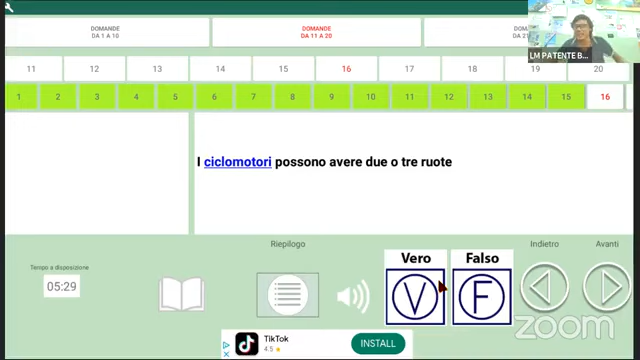 DOMANDE
DA 1 A 10
DOMANDE
DA 11 A 20
DOMANDE
LM PATENTE B...
11 12 13 14 15 16 17 18 19 20
1 2 3 4 5 6 7 8 9 10 11 12 13 14 15 16
I ciclomotori possono avere due o tre ruote
Riepilogo
Indietro
Avanti
Vero
Falso
Tempo a disposizione
05:29
V
F
zoom
TikTok
4.5
INSTALL